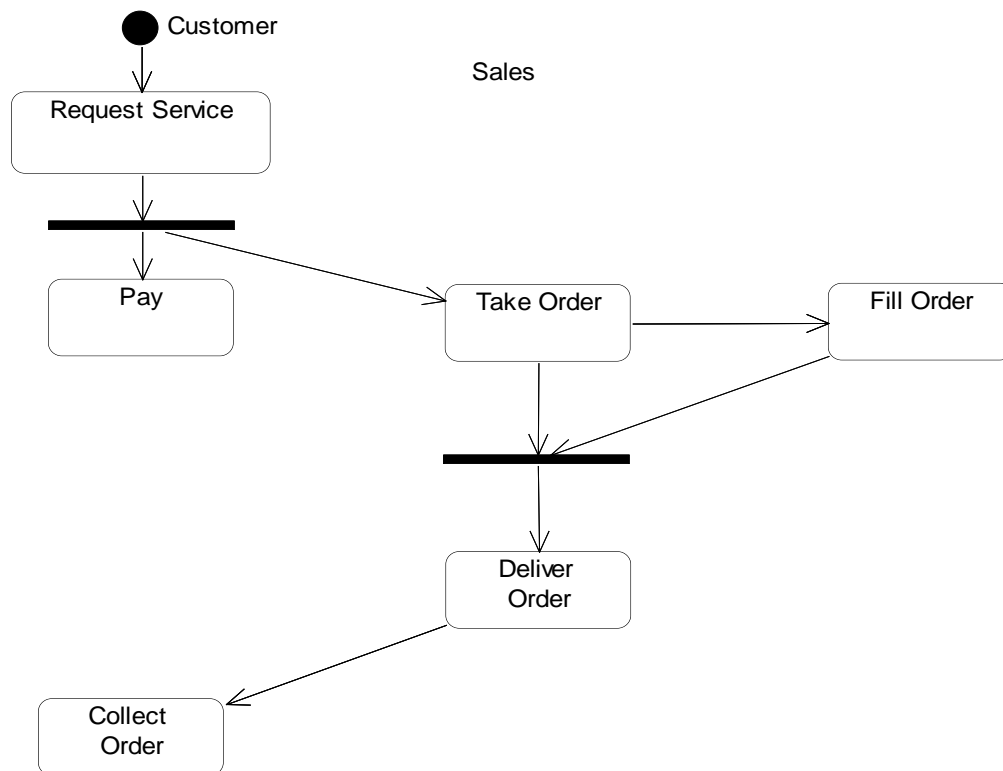 Customer
Sales
Request Service
Pay
Take Order
Fill Order
Deliver
Order
Collect
Order